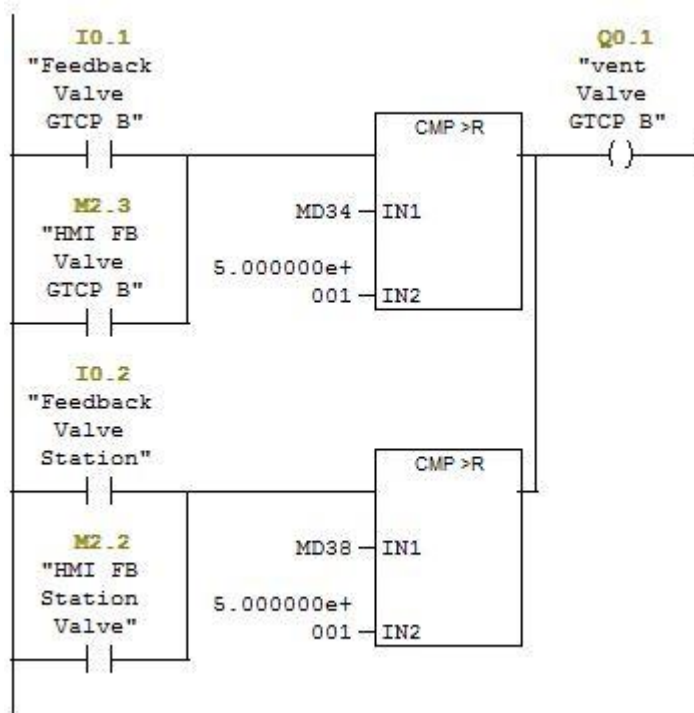 I0.1
"Feedback
Valve
GTCP B"
CMP >R
Q0.1
"vent
Valve
GTCP B"
M2.3
"HMI FB
Valve
GTCP B"
MD34
IN1
5.000000e+
001
IN2
I0.2
"Feedback
Valve
Station"
CMP >R
M2.2
"HMI FB
Station
Valve"
MD38
IN1
5.000000e+
001
IN2